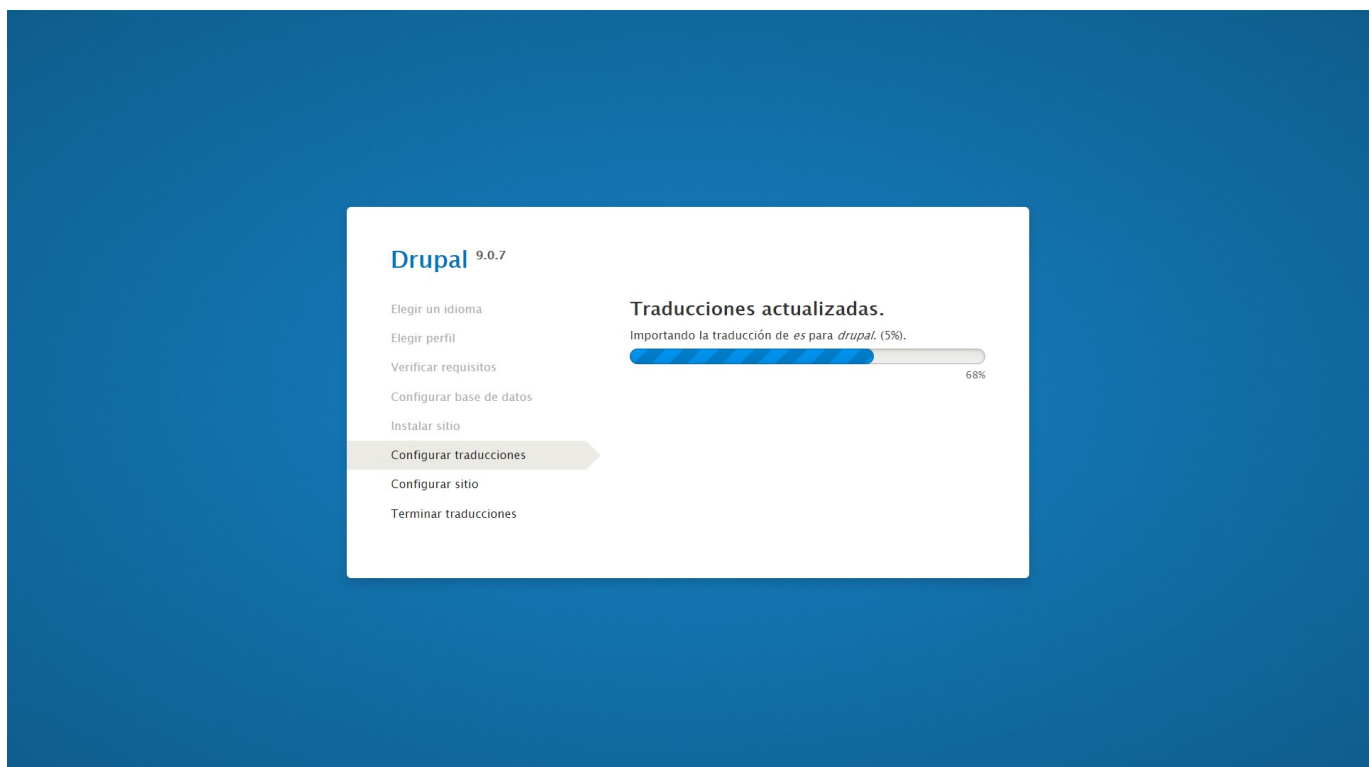 Drupal 9.0.7
Elegir un idioma
Elegir perfil
Verificar requisitos
Configurar base de datos
Instalar sitio
Configurar traducciones
Configurar sitio
Terminar traducciones
Traducciones actualizadas.
Importando la traducción de es para drupal. (5%).
68%